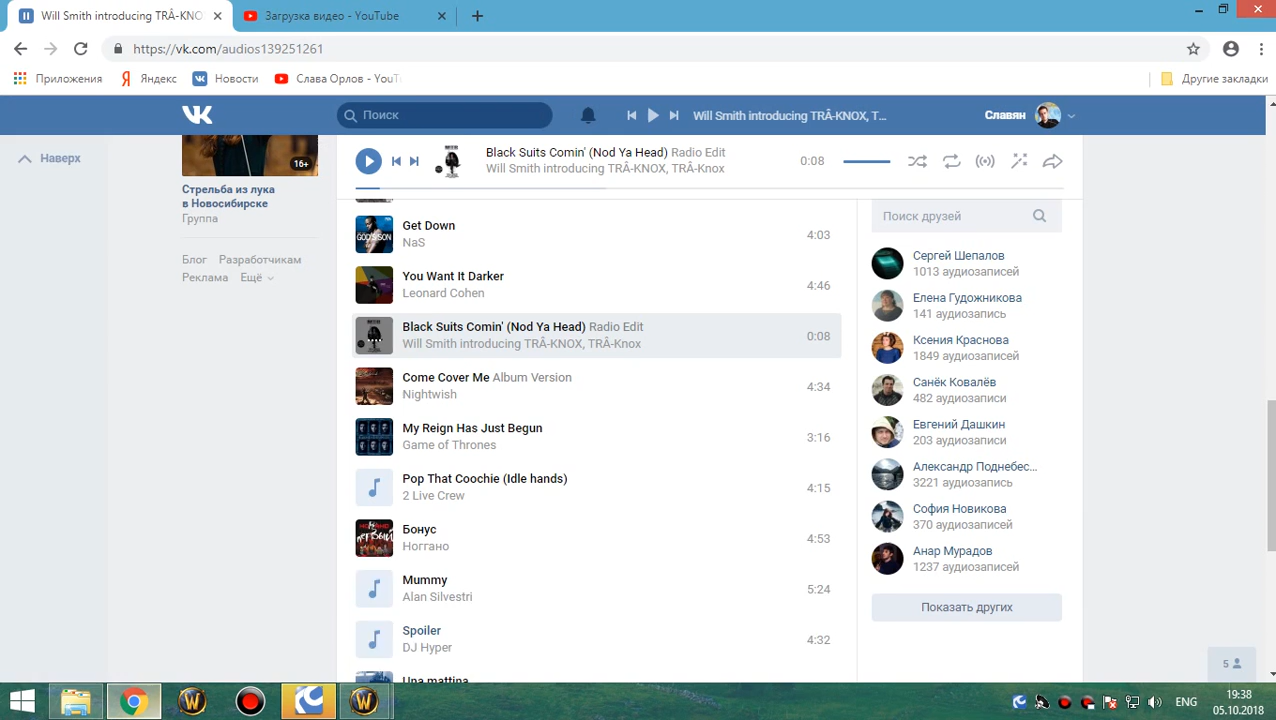 Will Smith introducing TRÂ-KNO
Загрузка видео - YouTube
https://vk.com/audios139251261
Приложения
Яндекс
Новости
Слава Орлов - YouT
Другие закладки
Поиск
Will Smith introducing TRÂ-KNOX, T...
Славян
Наверх
16+
Стрельба из лука
в Новосибирске
Группа
Блог Разработчикам
Реклама Ещё
Black Suits Comin' (Nod Ya Head) Radio Edit
Will Smith introducing TRÂ-KNOX, TRÂ-Knox
0:08
Get Down
NaS
4:03
You Want It Darker
Leonard Cohen
4:46
Black Suits Comin' (Nod Ya Head) Radio Edit
Will Smith introducing TRÂ-KNOX, TRÂ-Knox
0:08
Come Cover Me Album Version
Nightwish
4:34
My Reign Has Just Begun
Game of Thrones
3:16
Pop That Coochie (Idle hands)
2 Live Crew
4:15
Бонус
Ноггано
4:53
Mummy
Alan Silvestri
5:24
Spoiler
DJ Hyper
4:32
Una mattina
Поиск друзей
Сергей Шепалов
1013 аудиозаписей
Елена Гудожникова
141 аудиозапись
Ксения Краснова
1849 аудиозаписей
Санёк Ковалёв
482 аудиозаписи
Евгений Дашкин
203 аудиозаписи
Александр Поднебес...
3221 аудиозапись
София Новикова
370 аудиозаписей
Анар Мурадов
1237 аудиозаписей
Показать других
5
ENG
19:38
05.10.2018